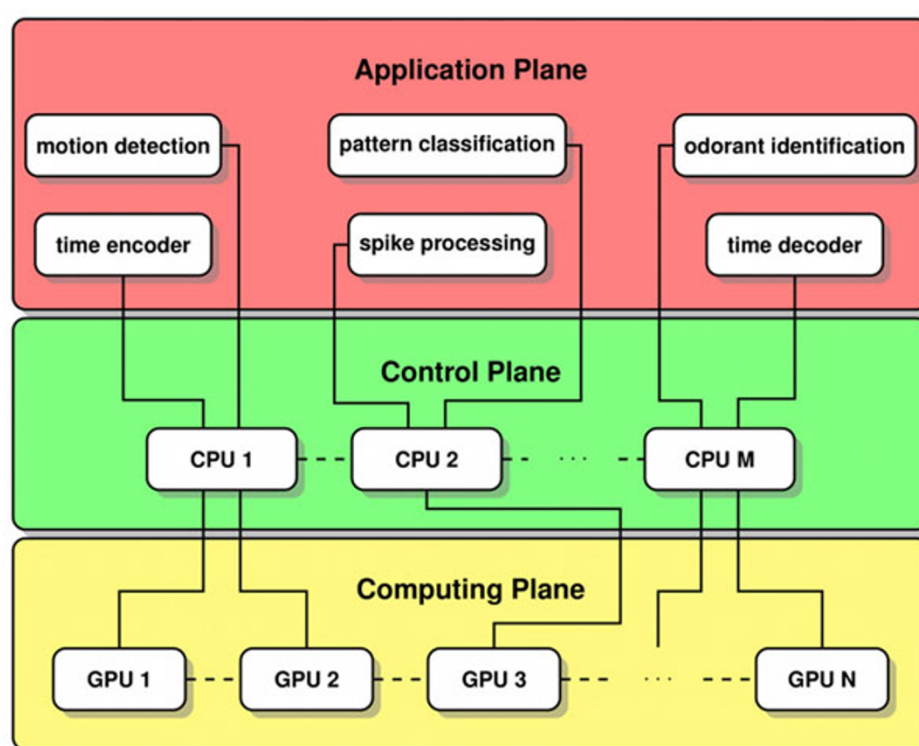 Application Plane
motion detection
pattern classification
odorant identification
time encoder
spike processing
time decoder
Control Plane
CPU 1
CPU 2
...
CPU M
Computing Plane
GPU 1
GPU 2
GPU 3
...
GPU N